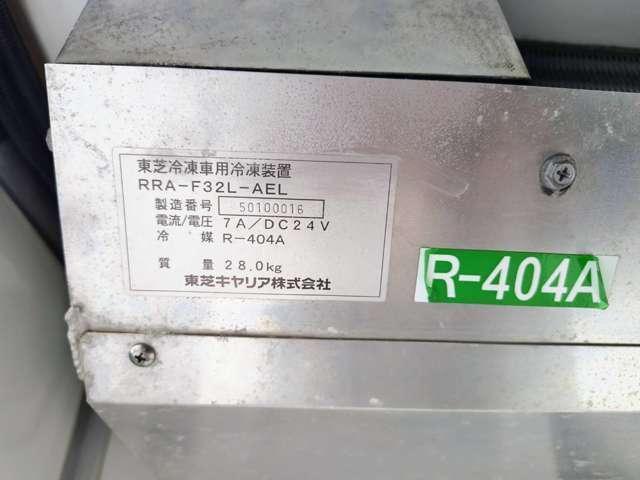 東芝冷凍車用冷凍装置
RRA-F32L-AEL
製造番号 50100016
電流/電圧 7A/DC24V
冷 媒 R-404A
質 量 28.0kg
東芝キヤリア株式会社
R-404A